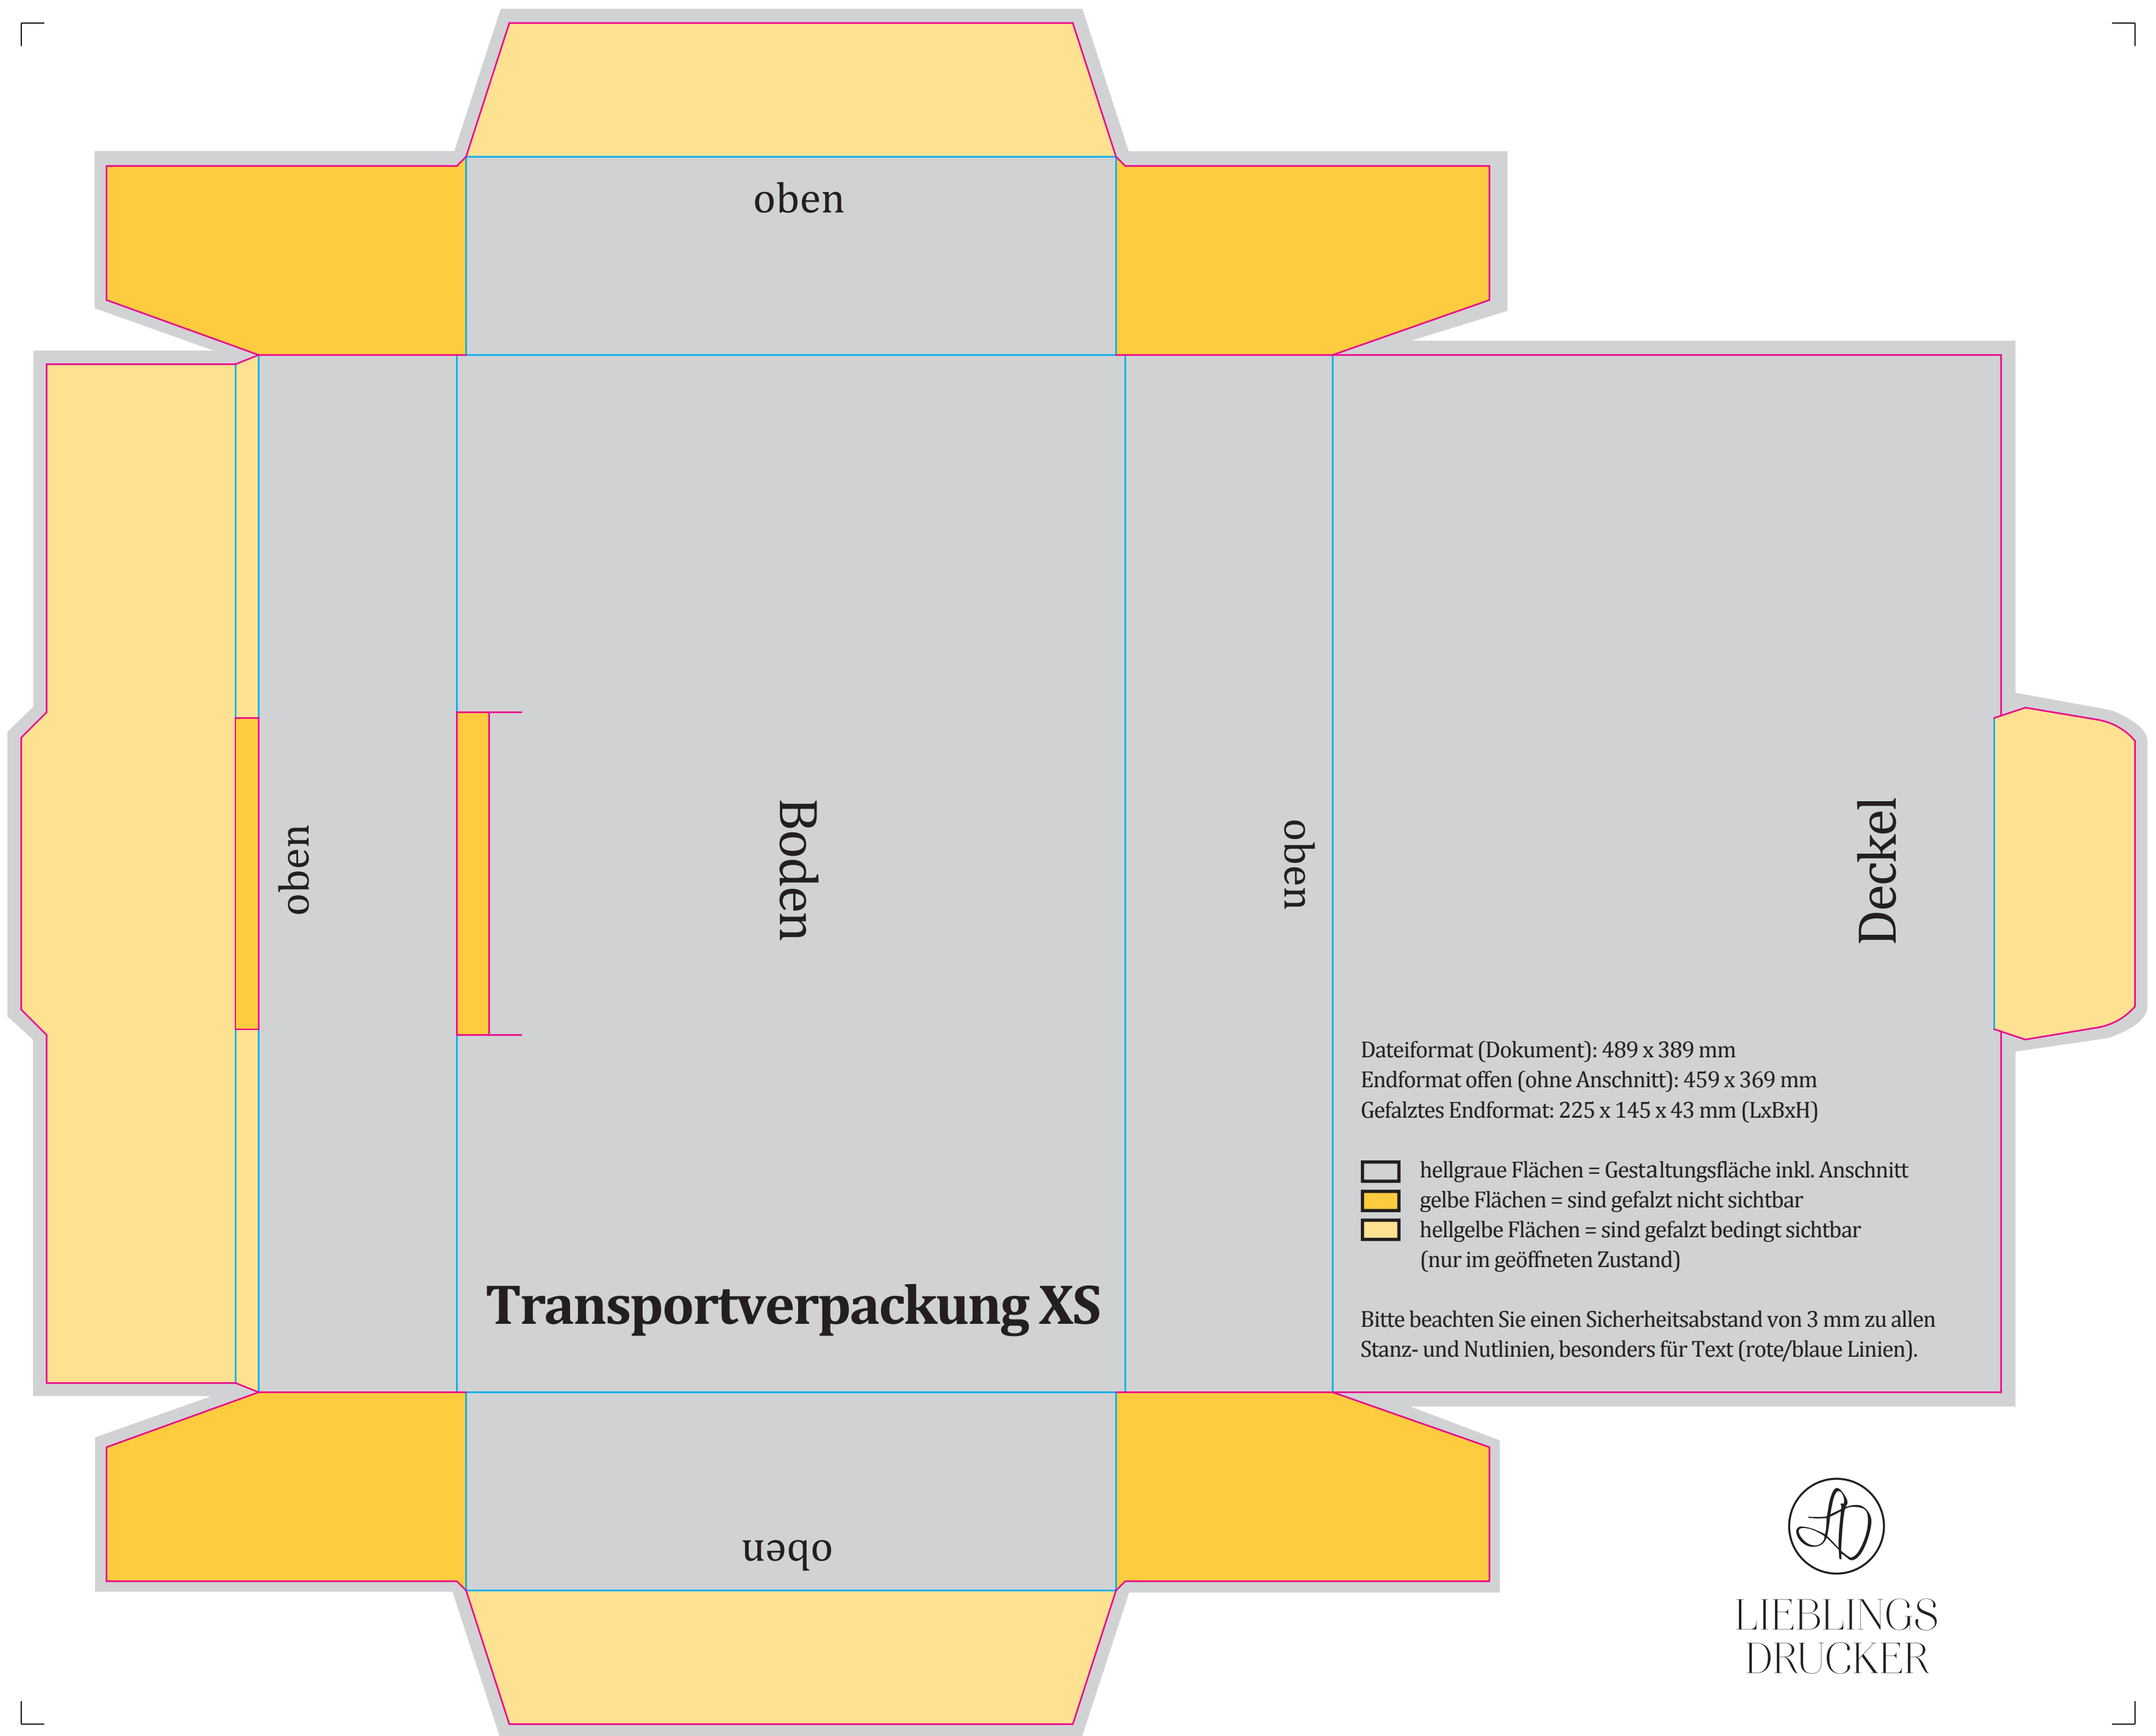 oben
oben
Boden
oben
Deckel
Dateiformat (Dokument): 489 x 389 mm
Endformat offen (ohne Anschnitt): 459 x 369 mm
Gefalztes Endformat: 225 x 145 x 43 mm (LxBxH)
hellgraue Flächen = Gestaltungsfläche inkl. Anschnitt
gelbe Flächen = sind gefalzt nicht sichtbar
hellgelbe Flächen = sind gefalzt bedingt sichtbar
(nur im geöffneten Zustand)
Transportverpackung XS
Bitte beachten Sie einen Sicherheitsabstand von 3 mm zu allen
Stanz- und Nutlinien, besonders für Text (rote/blaue Linien).
oben
LD
LIEBLINGS
DRUCKER